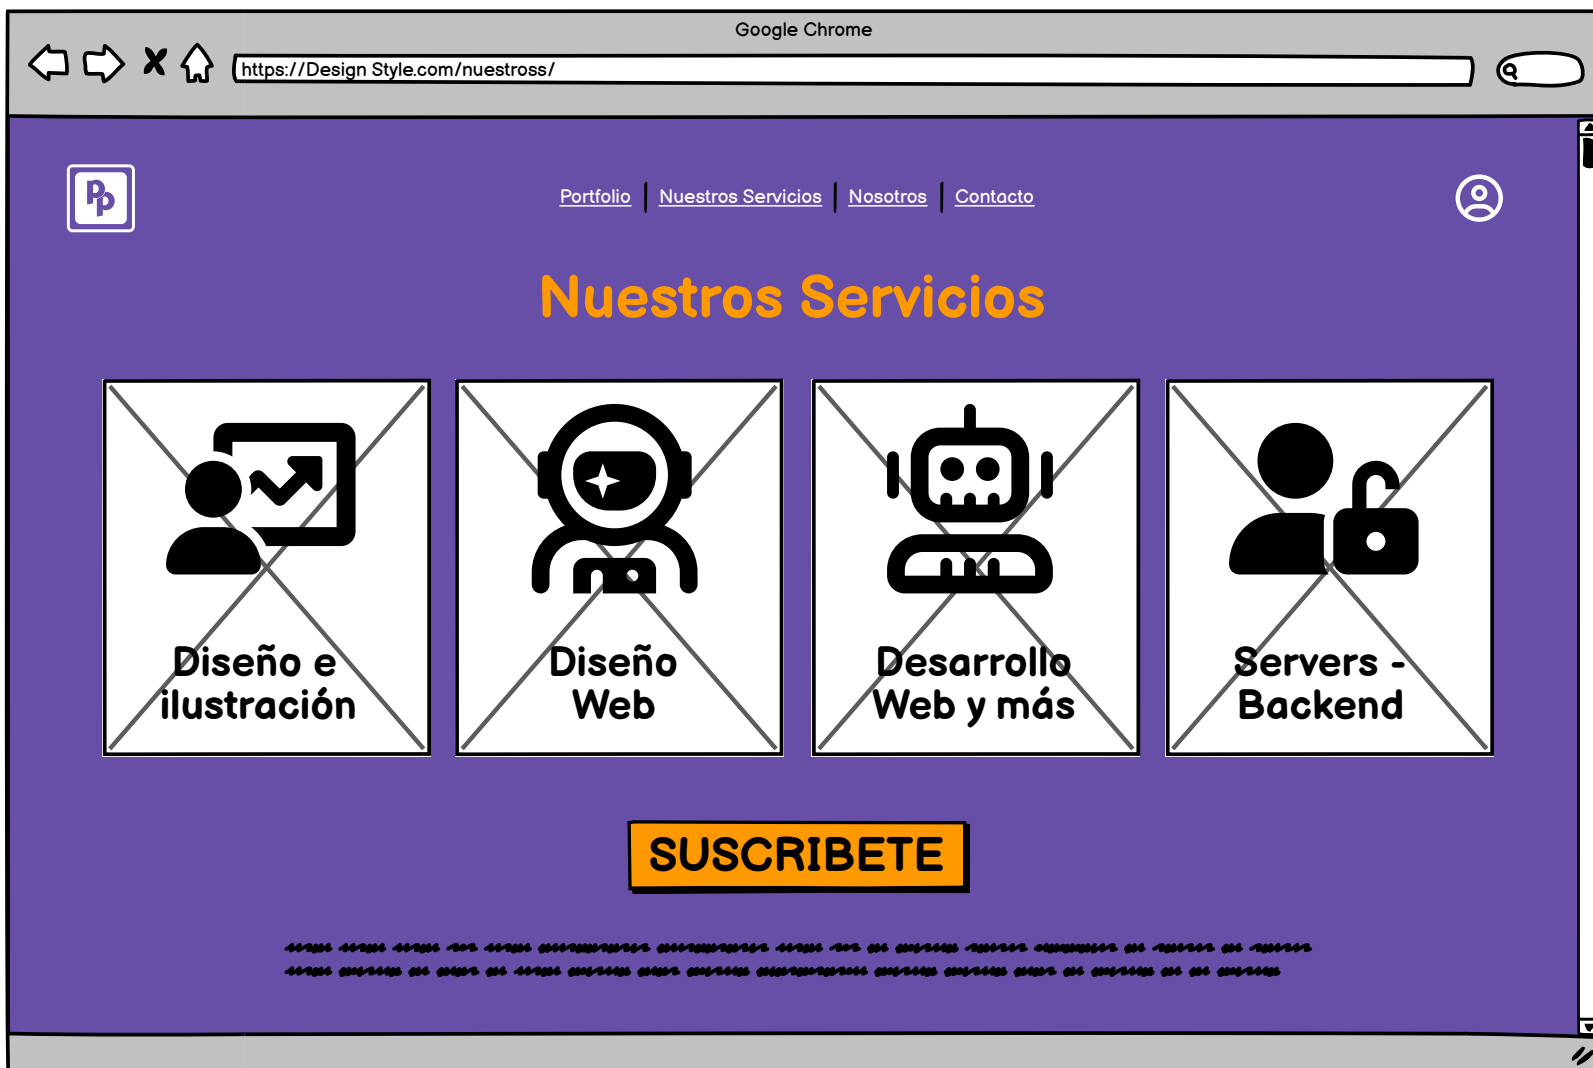 Google Chrome
https://Design Style.com/nuestross/
Pp
Portfolio | Nuestros Servicios | Nosotros | Contacto
Nuestros Servicios
Diseño e
ilustración
Diseño
Web
Desarrollo
Web y más
Servers -
Backend
SUSCRIBETE